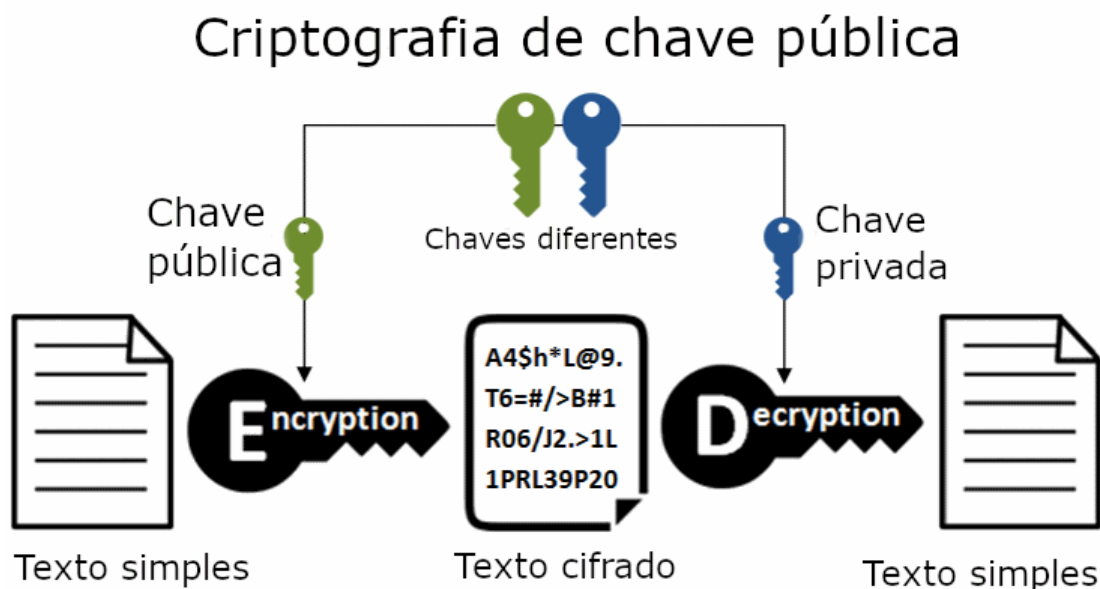 Criptografia de chave pública
Chave
pública
Chaves diferentes
Chave
privada
Encryption
A4$h*L@9.
T6=#/>B#1
R06/J2.>1L
1PRL39P20
Decryption
Texto simples
Texto cifrado
Texto simples